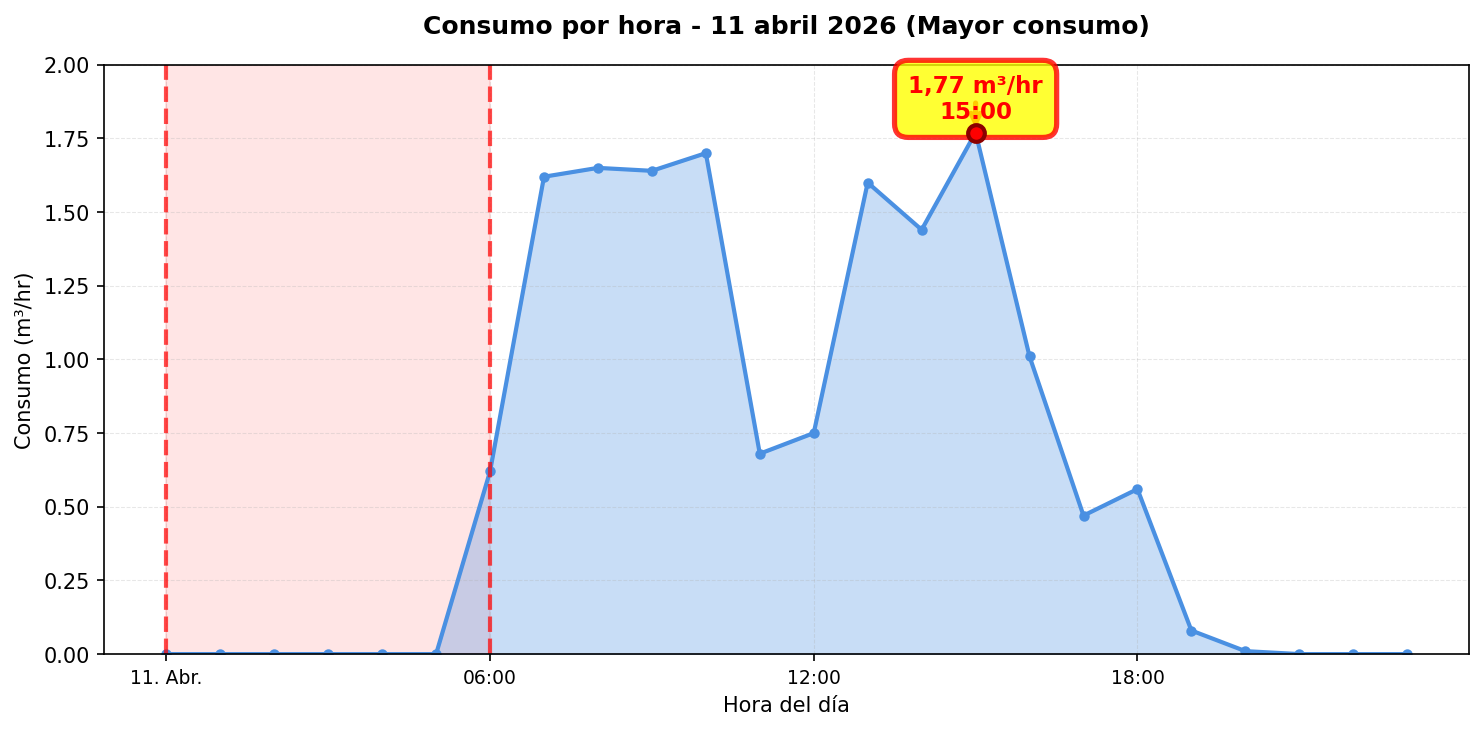 Consumo por hora - 11 abril 2026 (Mayor consumo)
1,77 m³/hr
15:00
Consumo (m³/hr)
2.00
1.75
1.50
1.25
1.00
0.75
0.50
0.25
0.00
11. Abr.
06:00
12:00
18:00
Hora del día